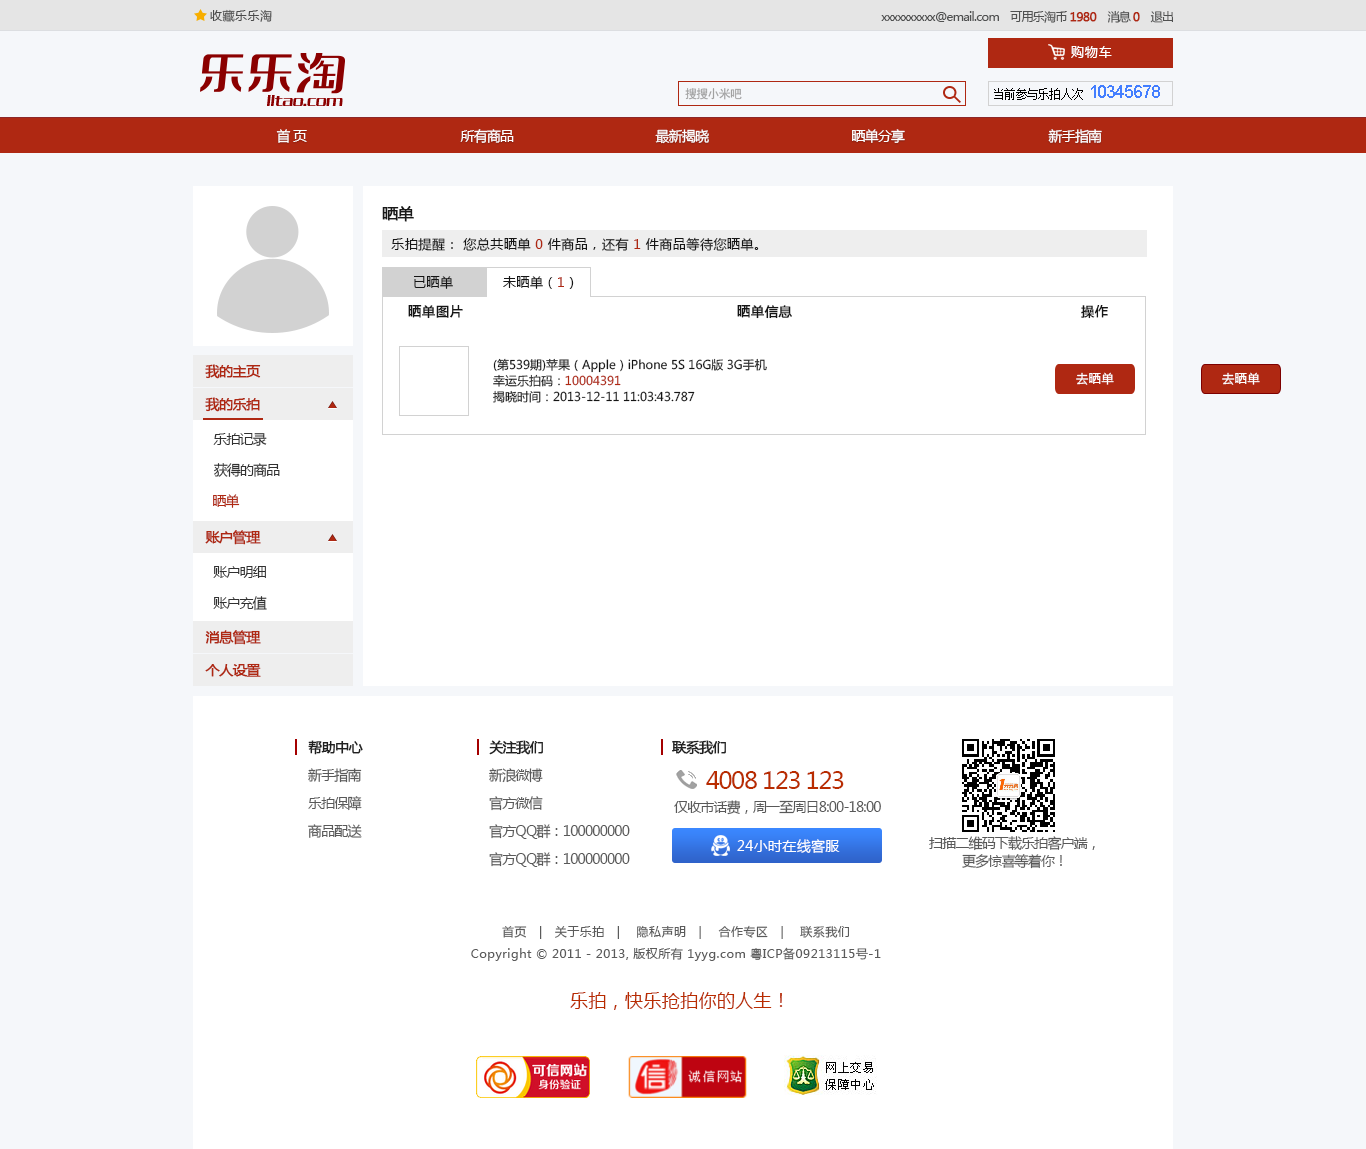 收藏乐乐淘
xxxxxxxxxx@email.com 可用乐淘币 1980 消息 0 退出
购物车
乐乐淘
lltao.com
搜搜小米吧
当前参与乐拍人次 10345678
首 页 所有商品 最新揭晓 晒单分享 新手指南
晒单
乐拍提醒： 您总共晒单 0 件商品，还有 1 件商品等待您晒单。
已晒单 未晒单（1）
晒单图片 晒单信息 操作
(第539期)苹果（Apple）iPhone 5S 16G版 3G手机
幸运乐拍码：10004391
揭晓时间：2013-12-11 11:03:43.787
去晒单
去晒单
我的主页
我的乐拍
乐拍记录
获得的商品
晒单
账户管理
账户明细
账户充值
消息管理
个人设置
帮助中心
新手指南
乐拍保障
商品配送
关注我们
新浪微博
官方微信
官方QQ群：100000000
官方QQ群：100000000
联系我们
4008 123 123
仅收市话费，周一至周日8:00-18:00
24小时在线客服
扫描二维码下载乐拍客户端，
更多惊喜等着你！
首页 | 关于乐拍 | 隐私声明 | 合作专区 | 联系我们
Copyright © 2011 - 2013, 版权所有 1yyg.com 粤ICP备09213115号-1
乐拍，快乐抢拍你的人生！
可信网站
身份验证
信 诚信网站
网上交易
保障中心